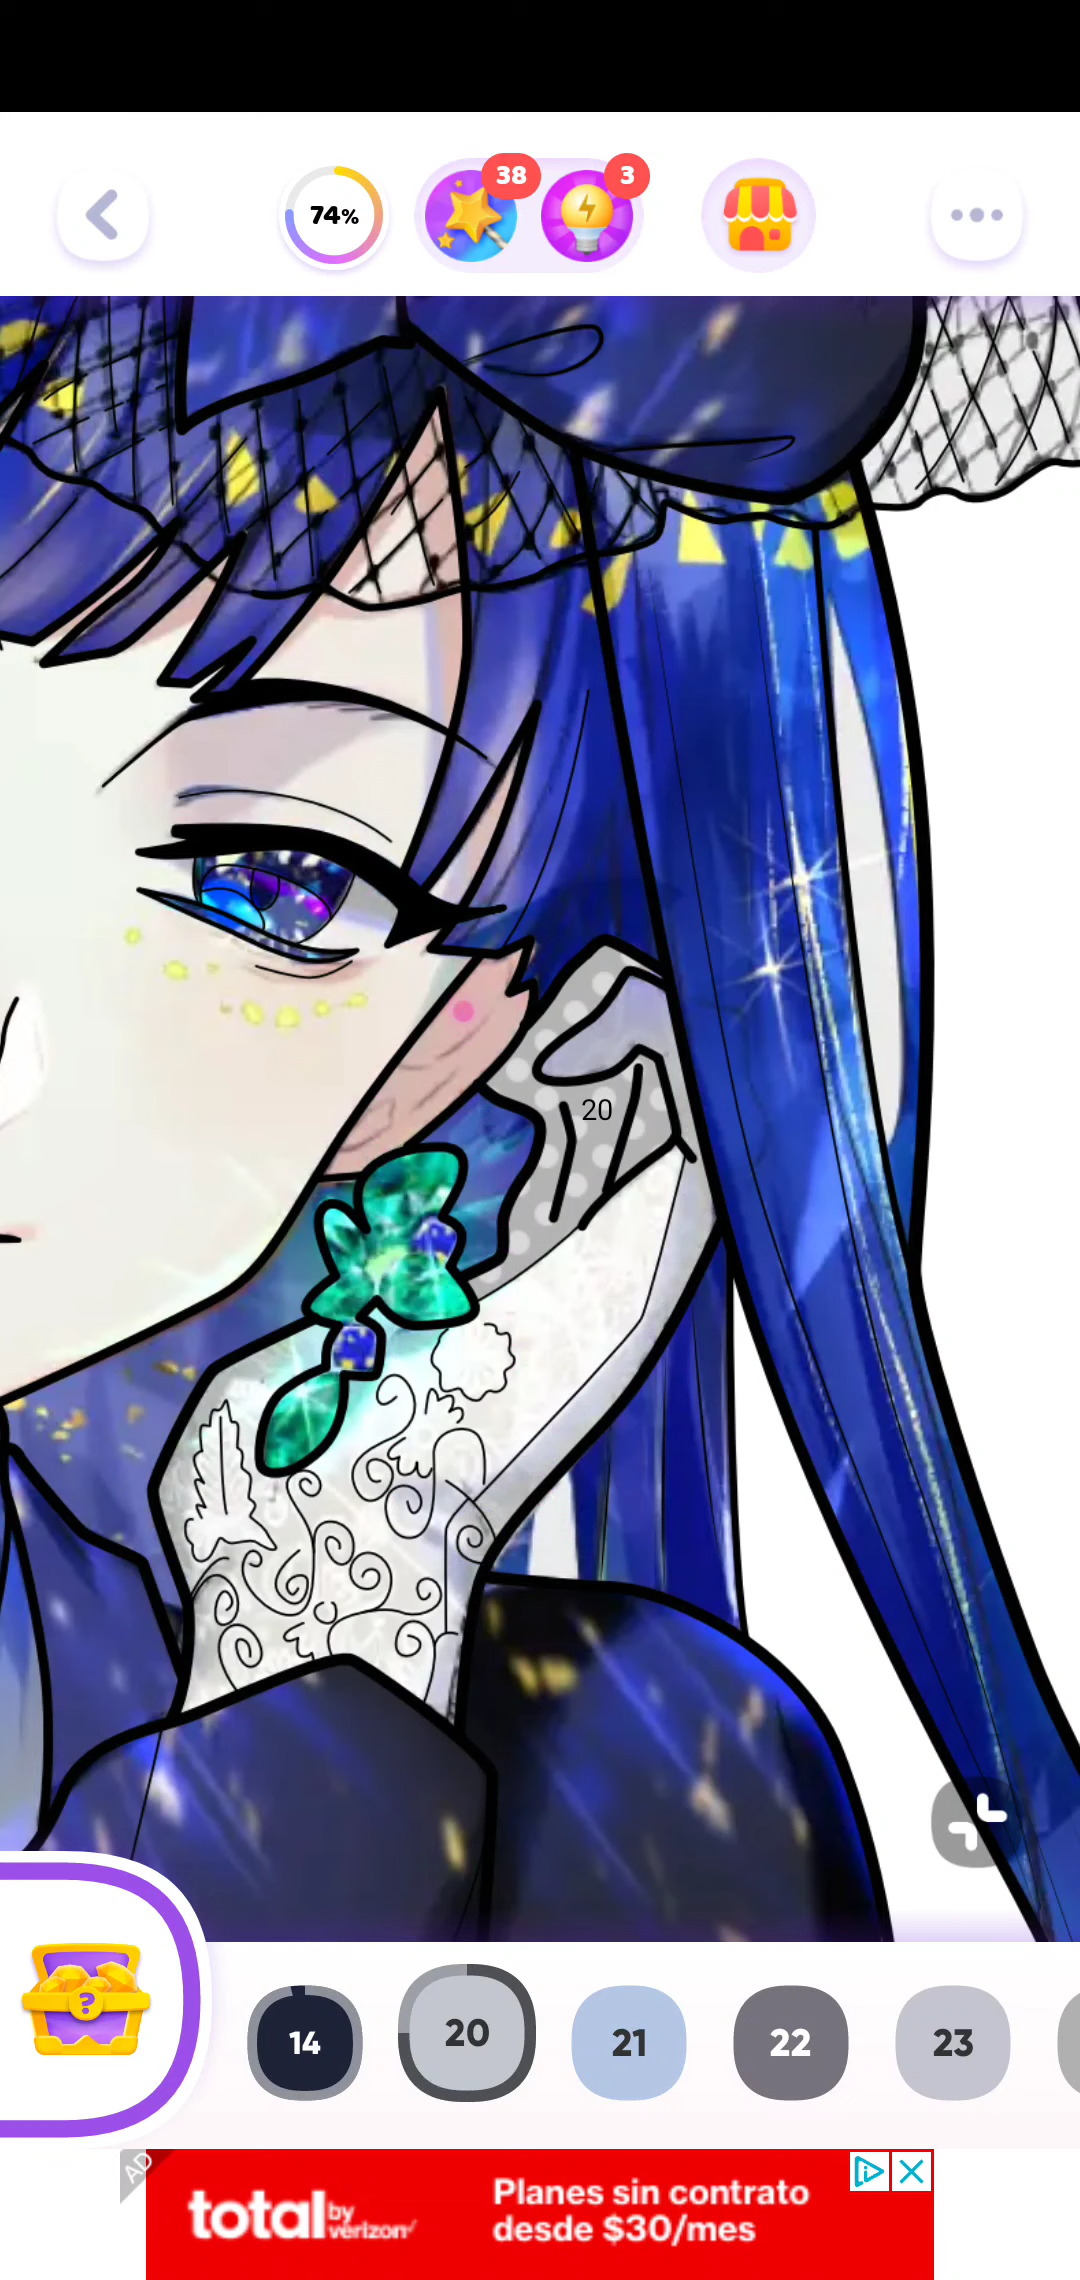 74%
38
3
20
14
20
21
22
23
AD
total by verizon
Planes sin contrato
desde $30/mes